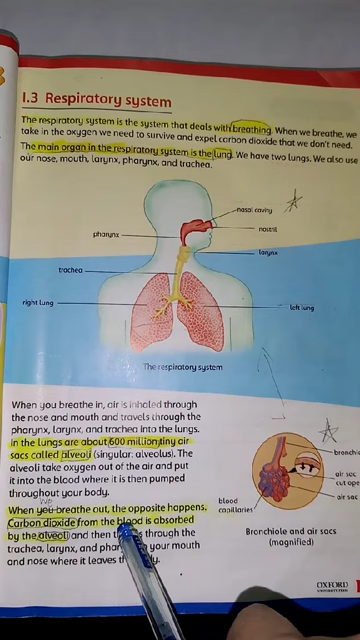 1.3 Respiratory system
The respiratory system is the system that deals with breathing. When we breathe, we
take in the oxygen we need to survive and expel carbon dioxide that we don't need.
The main organ in the respiratory system is the lung. We have two lungs. We also use
our nose, mouth, larynx, pharynx, and trachea.
nasal cavity
nostril
pharynx
larynx
trachea
right lung
left lung
The respiratory system
When you breathe in, air is inhaled through
the nose and mouth and travels through the
pharynx, larynx, and trachea into the lungs.
In the lungs are about 600 million tiny air
sacs called alveoli (singular: alveolus). The
alveoli take oxygen out of the air and put
it into the blood where it is then pumped
throughout your body.
When you breathe out, the opposite happens.
Carbon dioxide from the blood is absorbed
by the alveoli and then through the
trachea, larynx, and your mouth
and nose where it leaves
air sac
cut ope
air sac
blood
capillaries
Bronchiole and air sacs
(magnified)
OXFORD